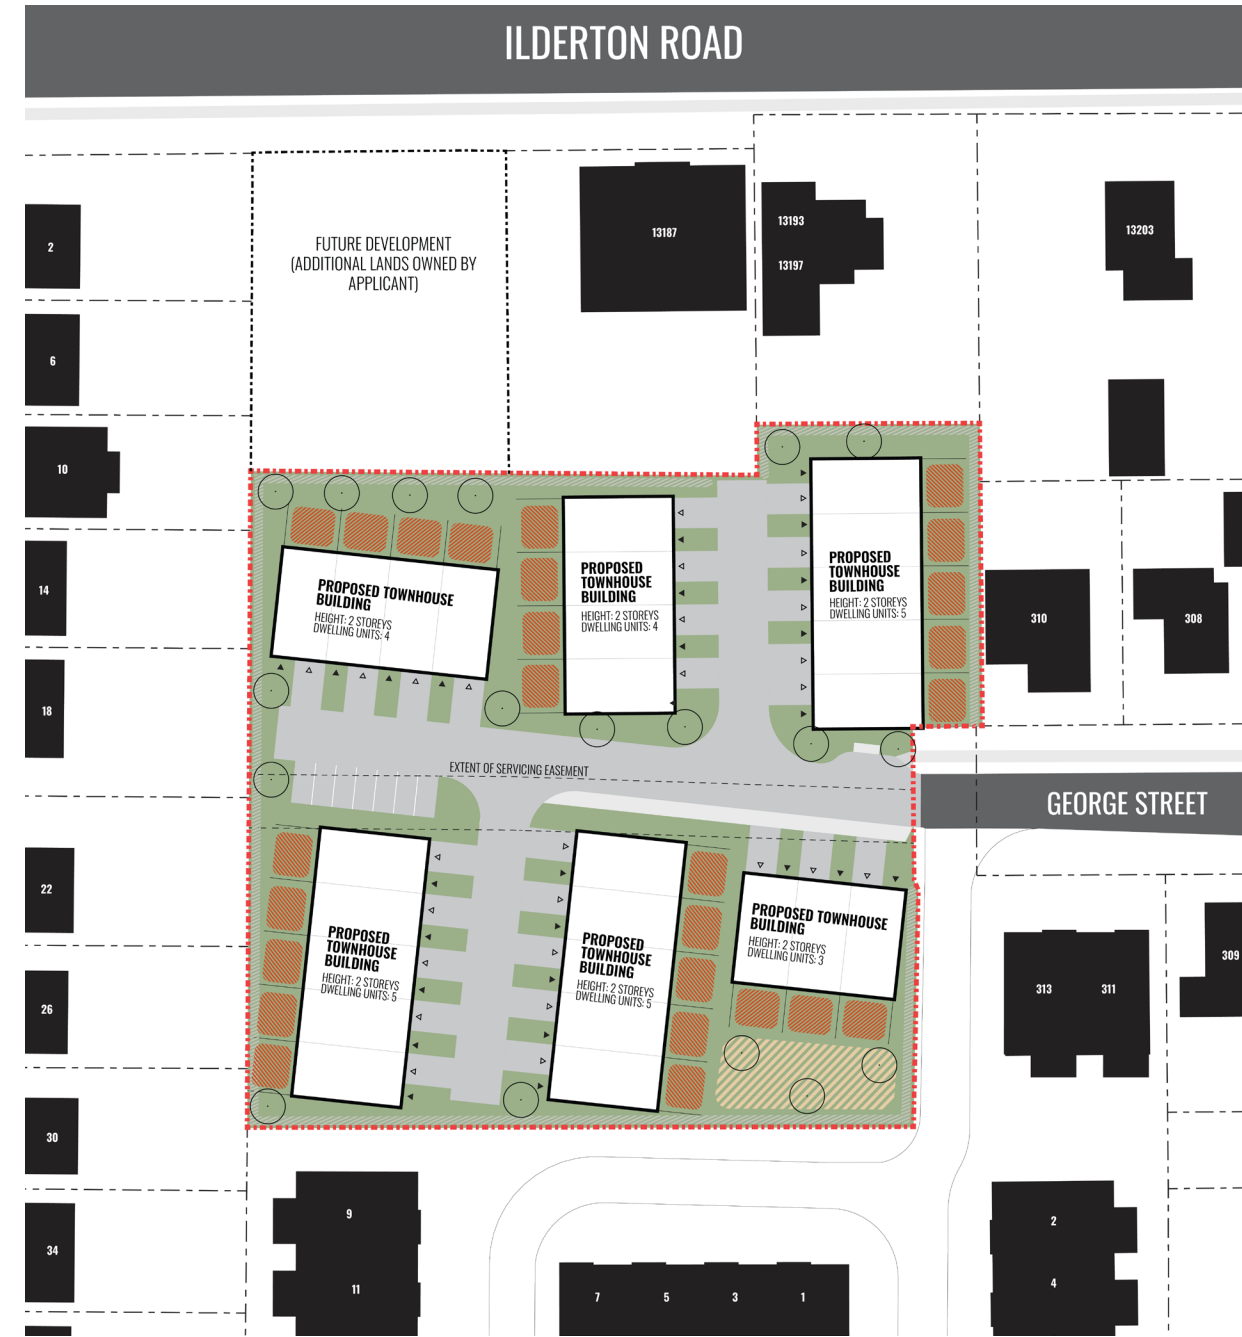 ILDERTON ROAD
2
6
10
14
18
22
26
30
34
FUTURE DEVELOPMENT
(ADDITIONAL LANDS OWNED BY
APPLICANT)
13187
13193
13197
13203
310
308
PROPOSED TOWNHOUSE
BUILDING
HEIGHT: 2 STOREYS
DWELLING UNITS: 4
PROPOSED
TOWNHOUSE
BUILDING
HEIGHT: 2 STOREYS
DWELLING UNITS: 4
PROPOSED
TOWNHOUSE
BUILDING
HEIGHT: 2 STOREYS
DWELLING UNITS: 5
EXTENT OF SERVICING EASEMENT
GEORGE STREET
PROPOSED
TOWNHOUSE
BUILDING
HEIGHT: 2 STOREYS
DWELLING UNITS: 5
PROPOSED
TOWNHOUSE
BUILDING
HEIGHT: 2 STOREYS
DWELLING UNITS: 5
PROPOSED TOWNHOUSE
BUILDING
HEIGHT: 2 STOREYS
DWELLING UNITS: 3
313
311
309
9
11
7
5
3
1
2
4